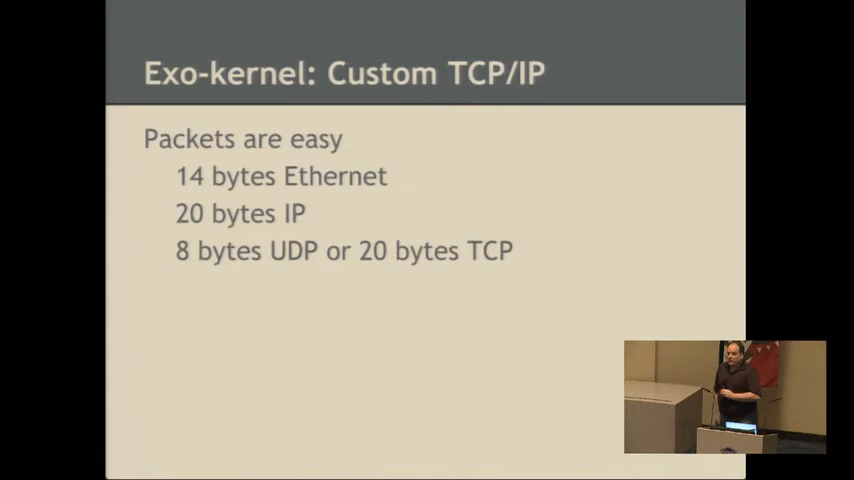 Exo-kernel: Custom TCP/IP
Packets are easy
14 bytes Ethernet
20 bytes IP
8 bytes UDP or 20 bytes TCP